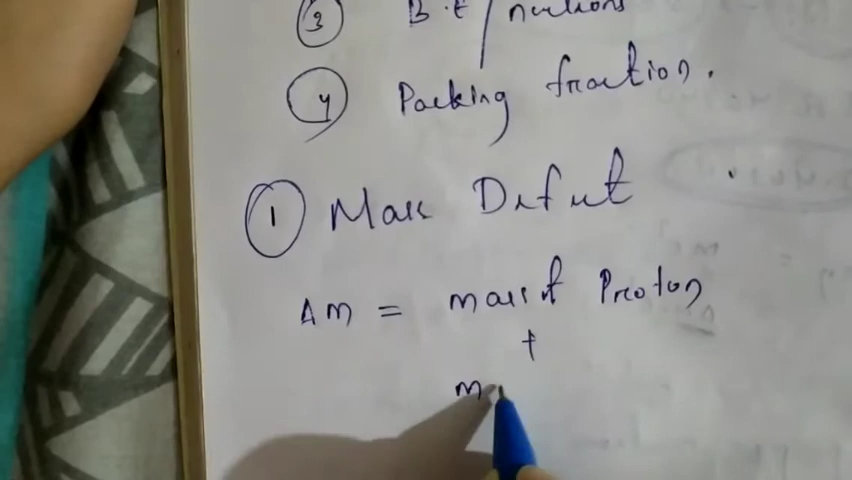 ③ B.E / nucleons
④ Packing fraction.
① Mass Defect
Δm = mass of Proton
+
m